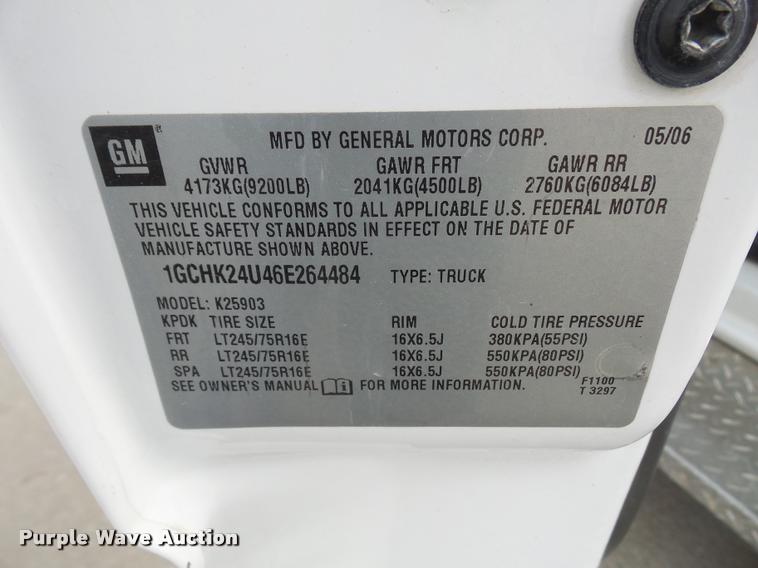 GM
MFD BY GENERAL MOTORS CORP. 05/06
GVWR GAWR FRT GAWR RR
4173KG(9200LB) 2041KG(4500LB) 2760KG(6084LB)
THIS VEHICLE CONFORMS TO ALL APPLICABLE U.S. FEDERAL MOTOR
VEHICLE SAFETY STANDARDS IN EFFECT ON THE DATE OF
MANUFACTURE SHOWN ABOVE.
1GCHK24U46E264484 TYPE: TRUCK
MODEL: K25903
KPDK TIRE SIZE RIM COLD TIRE PRESSURE
FRT LT245/75R16E 16X6.5J 380KPA(55PSI)
RR LT245/75R16E 16X6.5J 550KPA(80PSI)
SPA LT245/75R16E 16X6.5J 550KPA(80PSI)
SEE OWNER'S MANUAL FOR MORE INFORMATION.
F1100
T 3297
Purple Wave Auction